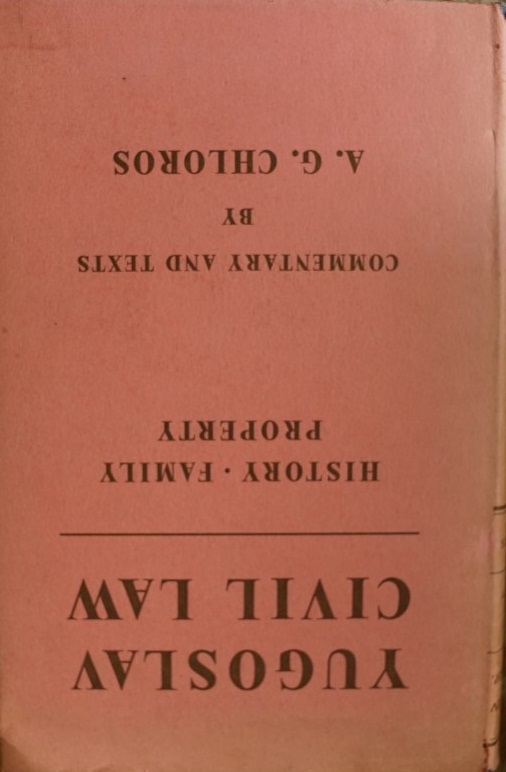 YUGOSLAV
CIVIL LAW
HISTORY · FAMILY
PROPERTY
COMMENTARY AND TEXTS
BY
A. G. CHLOROS